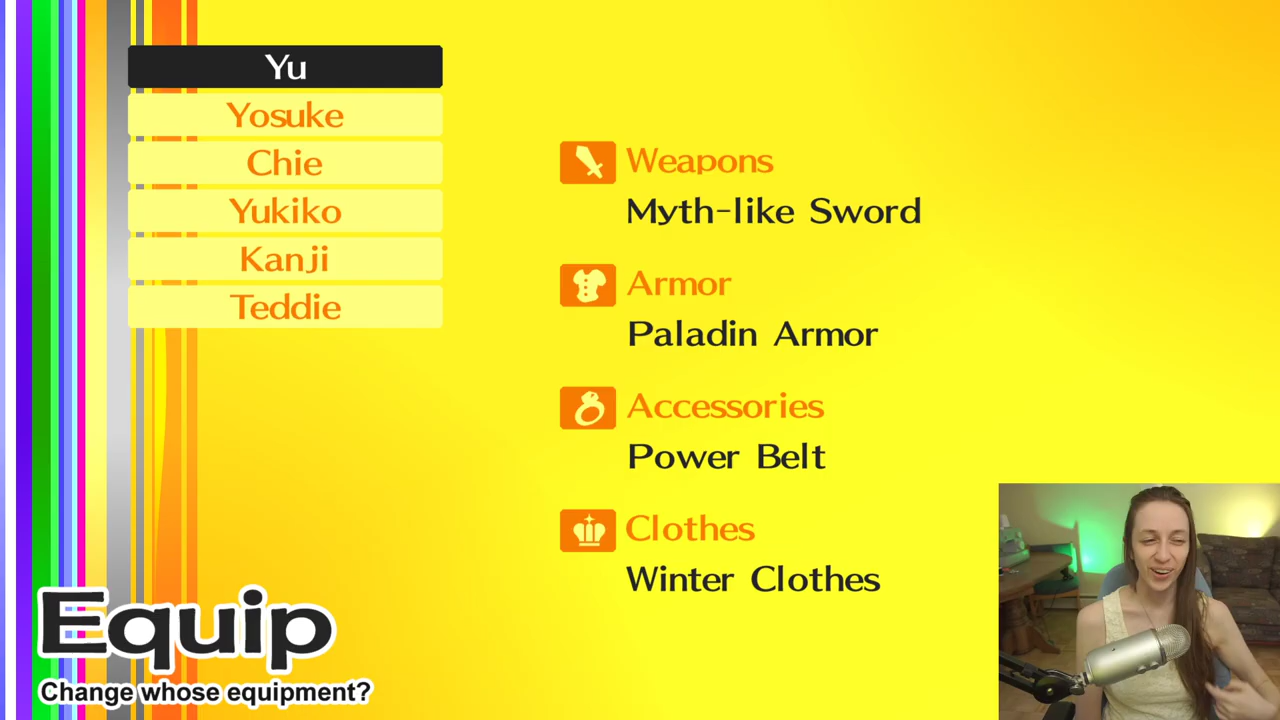 Yu
Yosuke
Chie
Yukiko
Kanji
Teddie
Weapons
Myth-like Sword
Armor
Paladin Armor
Accessories
Power Belt
Clothes
Winter Clothes
Equip
Change whose equipment?